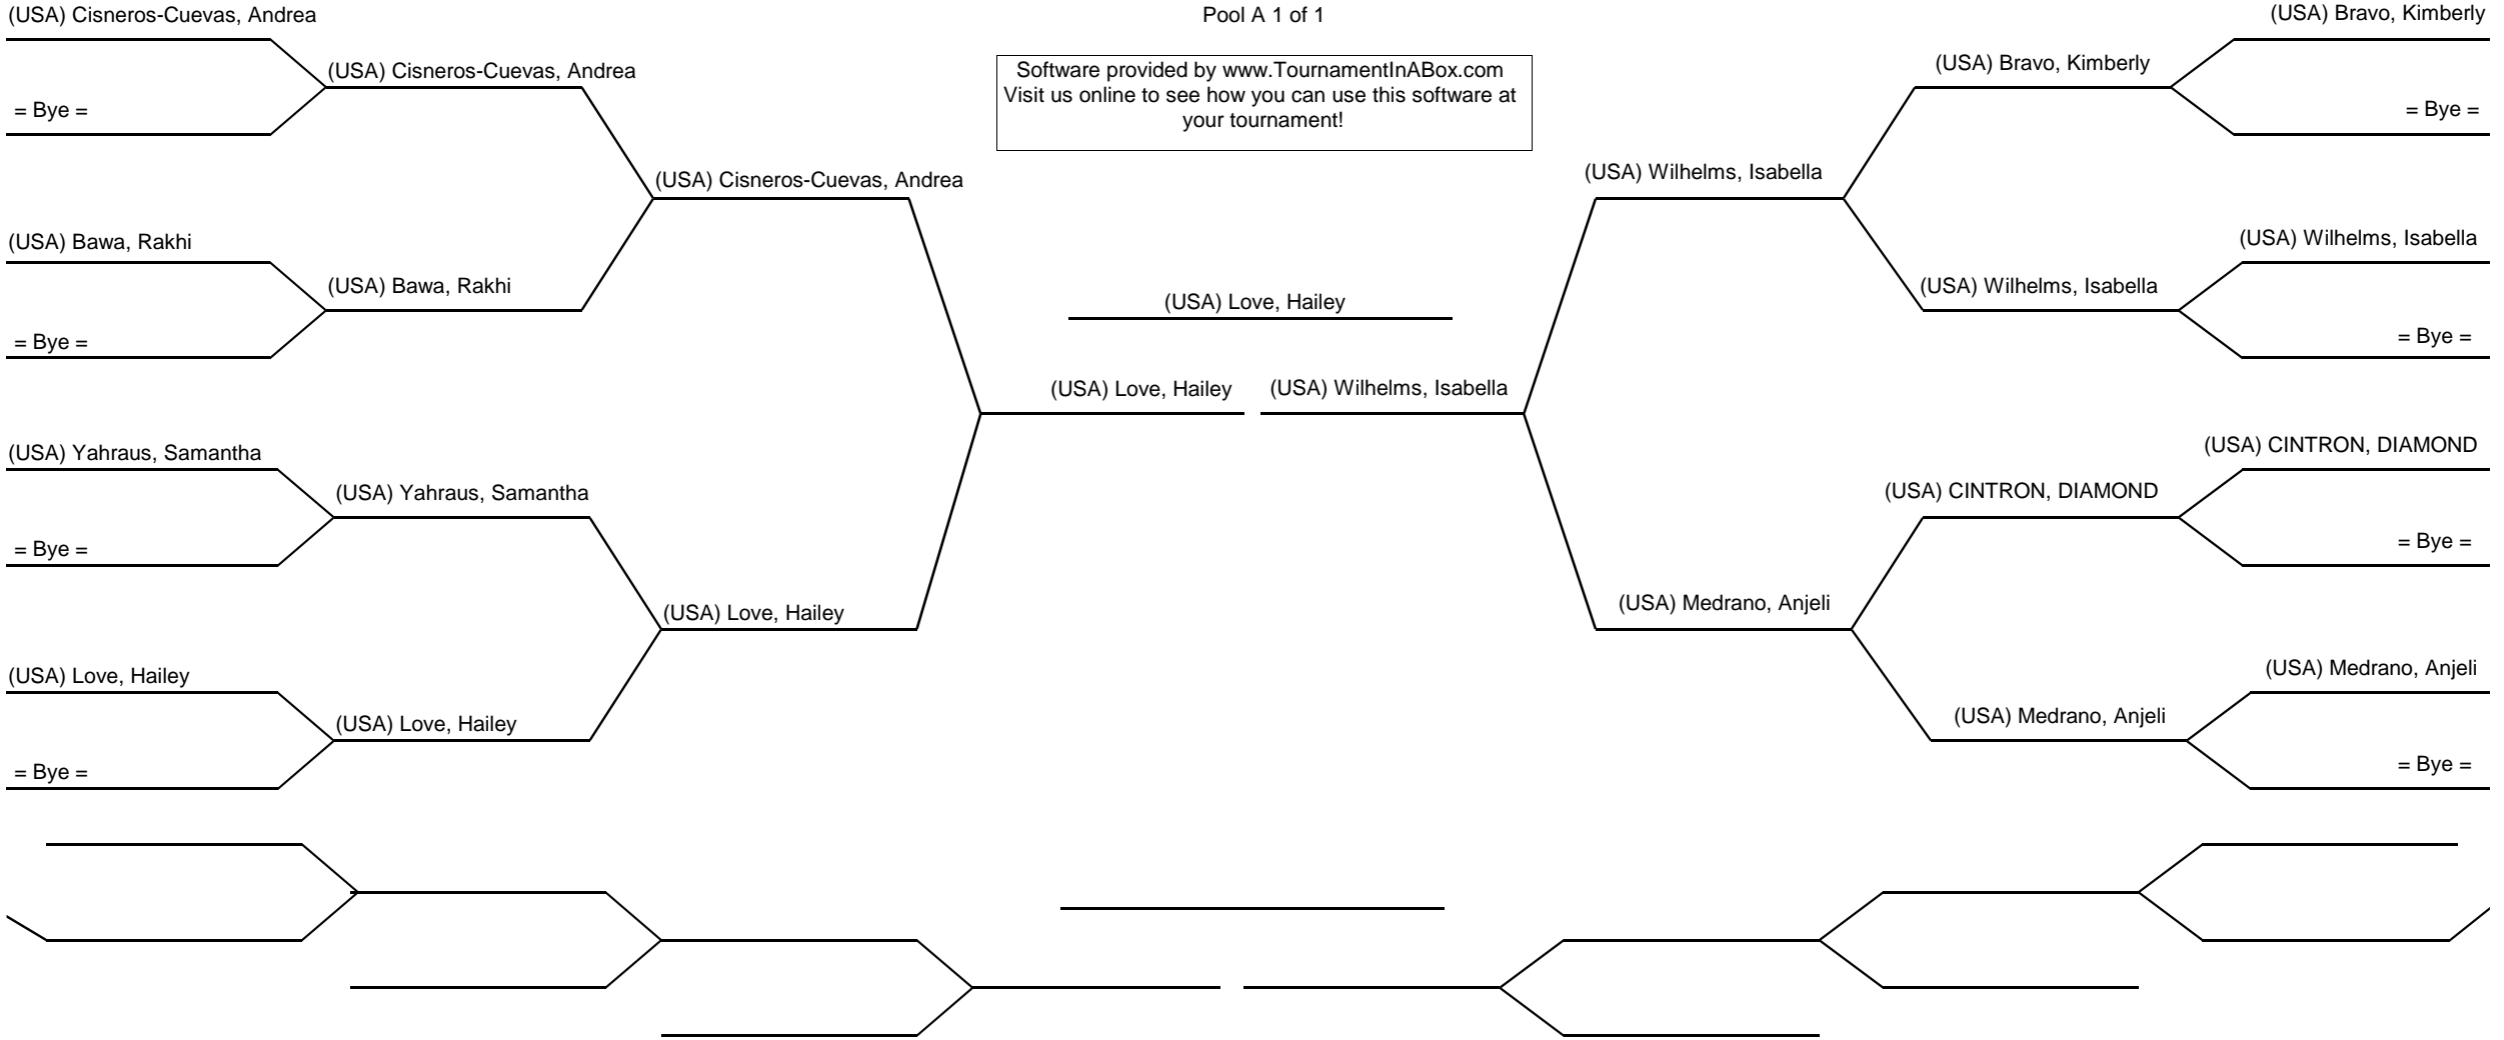 (USA) Cisneros-Cuevas, Andrea
= Bye =
(USA) Bawa, Rakhi
= Bye =
(USA) Yahraus, Samantha
= Bye =
(USA) Love, Hailey
= Bye =
(USA) Cisneros-Cuevas, Andrea
(USA) Bawa, Rakhi
(USA) Yahraus, Samantha
(USA) Love, Hailey
(USA) Cisneros-Cuevas, Andrea
(USA) Love, Hailey
Pool A 1 of 1
Software provided by www.TournamentInABox.com
Visit us online to see how you can use this software at
your tournament!
(USA) Love, Hailey
(USA) Love, Hailey
(USA) Wilhelms, Isabella
(USA) Wilhelms, Isabella
(USA) Medrano, Anjeli
(USA) Bravo, Kimberly
(USA) Wilhelms, Isabella
(USA) CINTRON, DIAMOND
(USA) Medrano, Anjeli
(USA) Bravo, Kimberly
= Bye =
(USA) Wilhelms, Isabella
= Bye =
(USA) CINTRON, DIAMOND
= Bye =
(USA) Medrano, Anjeli
= Bye =